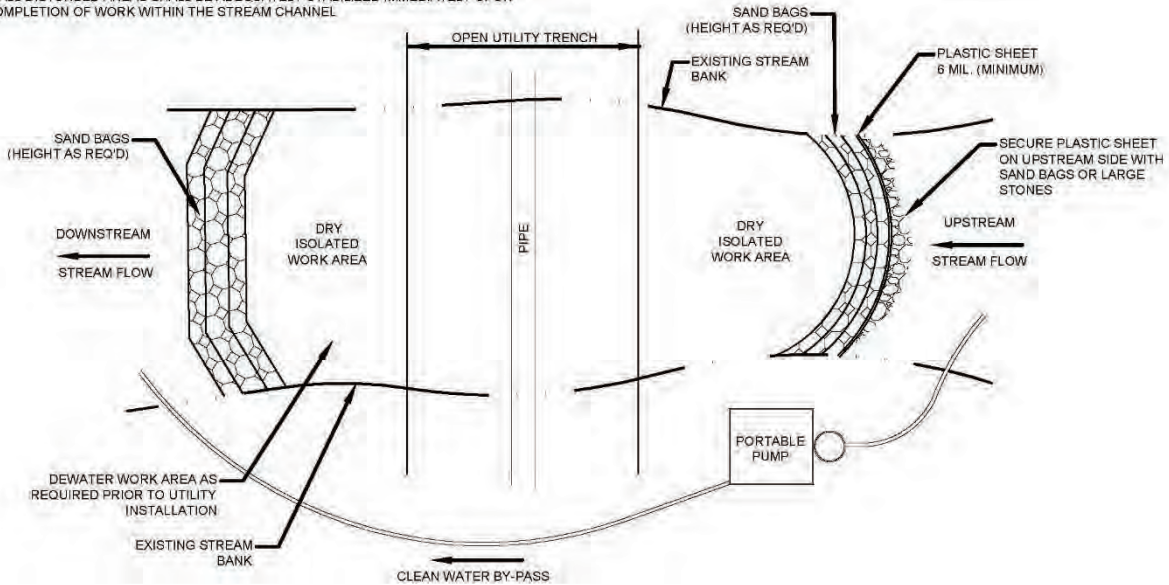 COMPLETION OF WORK WITHIN THE STREAM CHANNEL
OPEN UTILITY TRENCH
SAND BAGS
(HEIGHT AS REQ'D)
EXISTING STREAM
BANK
PLASTIC SHEET
6 MIL. (MINIMUM)
SAND BAGS
(HEIGHT AS REQ'D)
SECURE PLASTIC SHEET
ON UPSTREAM SIDE WITH
SAND BAGS OR LARGE
STONES
DOWNSTREAM
STREAM FLOW
DRY
ISOLATED
WORK AREA
PIPE
DRY
ISOLATED
WORK AREA
UPSTREAM
STREAM FLOW
PORTABLE
PUMP
DEWATER WORK AREA AS
REQUIRED PRIOR TO UTILITY
INSTALLATION
EXISTING STREAM
BANK
CLEAN WATER BY-PASS